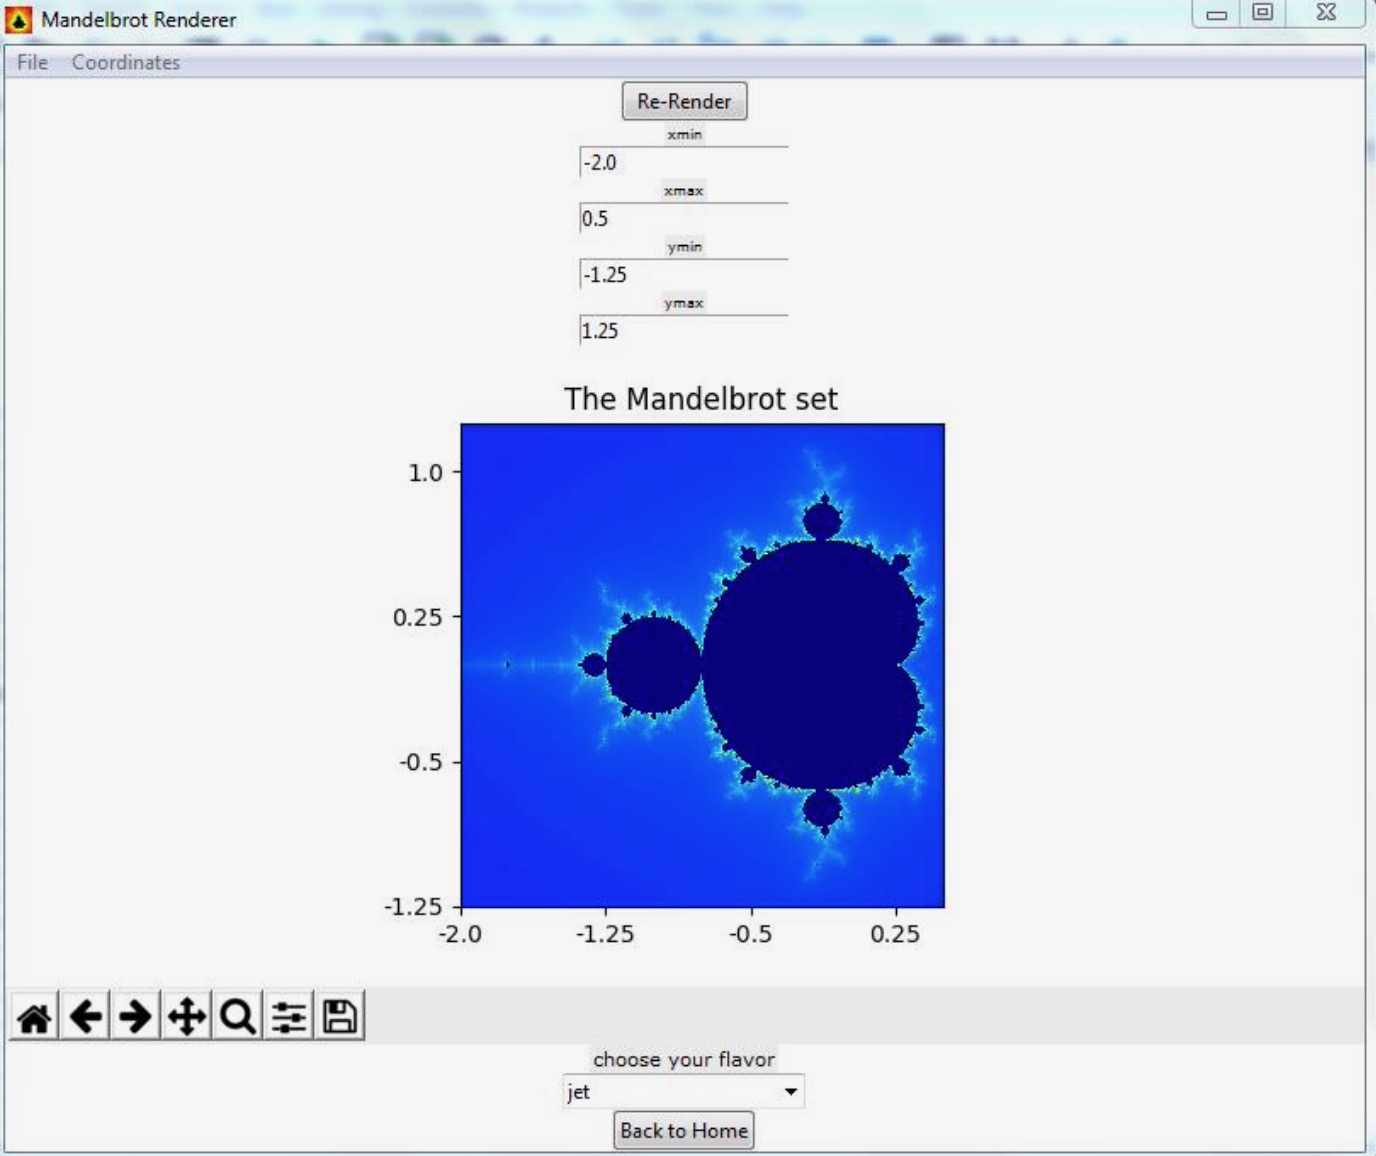 Mandelbrot Renderer
File Coordinates
Re-Render
xmin
-2.0
xmax
0.5
ymin
-1.25
ymax
1.25
The Mandelbrot set
1.0
0.25
-0.5
-1.25
-2.0 -1.25 -0.5 0.25
choose your flavor
jet
Back to Home